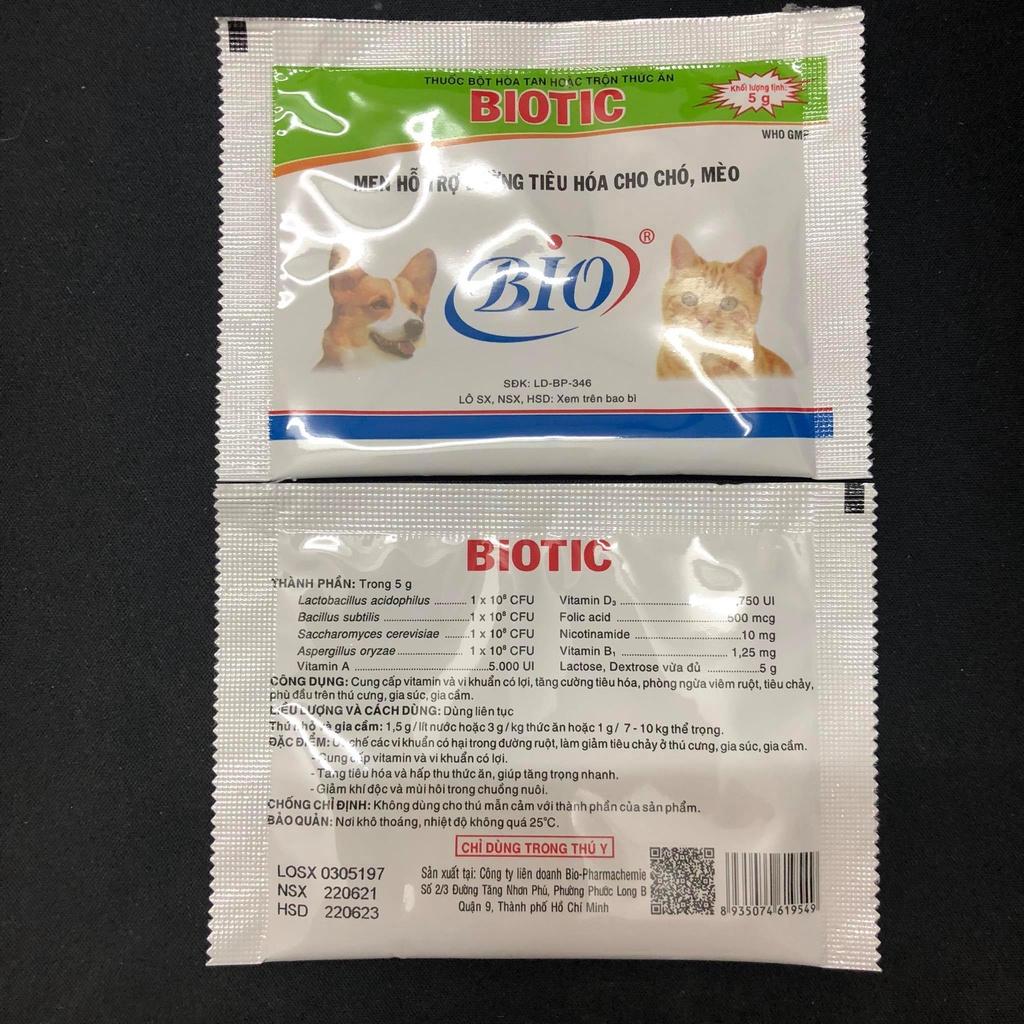 THUỐC BỘT HÒA TAN HOẶC TRỘN THỨC ĂN
BIOTIC
Khối lượng tịnh:
5 g
WHO GMP
MEN HỖ TRỢ TIÊU HÓA CHO CHÓ, MÈO
BIO®
SĐK: LD-BP-346
LÔ SX, NSX, HSD: Xem trên bao bì
BiOTIC
THÀNH PHẦN: Trong 5 g
Lactobacillus acidophilus .......... 1 x 10⁸ CFU
Bacillus subtilis .......... 1 x 10⁸ CFU
Saccharomyces cerevisiae ....... 1 x 10⁸ CFU
Aspergillus oryzae .......... 1 x 10⁸ CFU
Vitamin A .......... 5.000 UI
Vitamin D₃ .......... 750 UI
Folic acid .......... 500 mcg
Nicotinamide .......... 10 mg
Vitamin B₁ .......... 1,25 mg
Lactose, Dextrose vừa đủ .......... 5 g
CÔNG DỤNG: Cung cấp vitamin và vi khuẩn có lợi, tăng cường tiêu hóa, phòng ngừa viêm ruột, tiêu chảy,
phù đầu trên thú cưng, gia súc, gia cầm.
LIỀU LƯỢNG VÀ CÁCH DÙNG: Dùng liên tục
Thú nhỏ và gia cầm: 1,5 g / lít nước hoặc 3 g / kg thức ăn hoặc 1 g / 7 - 10 kg thể trọng.
ĐẶC ĐIỂM: Ức chế các vi khuẩn có hại trong đường ruột, làm giảm tiêu chảy ở thú cưng, gia súc, gia cầm.
- Cung cấp vitamin và vi khuẩn có lợi.
- Tăng tiêu hóa và hấp thu thức ăn, giúp tăng trọng nhanh.
- Giảm khí độc và mùi hôi trong chuồng nuôi.
CHỐNG CHỈ ĐỊNH: Không dùng cho thú mẫn cảm với thành phần của sản phẩm.
BẢO QUẢN: Nơi khô thoáng, nhiệt độ không quá 25°C.
CHỈ DÙNG TRONG THÚ Y
LOSX 0305197
NSX 220621
HSD 220623
Sản xuất tại: Công ty liên doanh Bio-Pharmachemie
Số 2/3 Đường Tăng Nhơn Phú, Phường Phước Long B
Quận 9, Thành phố Hồ Chí Minh
8 935074 619549